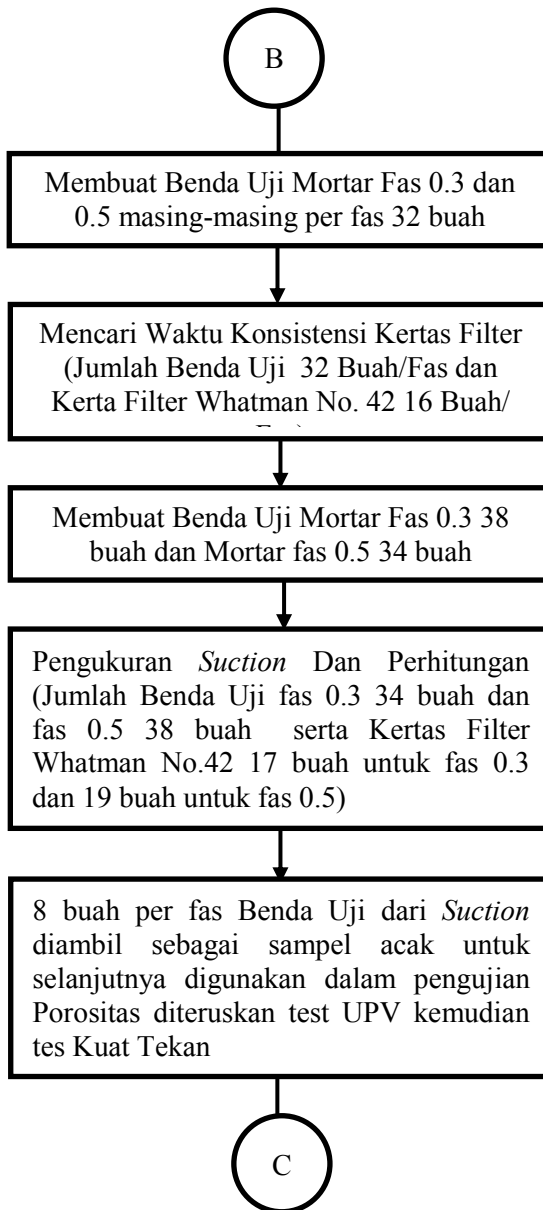 B
Membuat Benda Uji Mortar Fas 0.3 dan
0.5 masing-masing per fas 32 buah
Mencari Waktu Konsistensi Kertas Filter
(Jumlah Benda Uji 32 Buah/Fas dan
Kerta Filter Whatman No. 42 16 Buah/
Membuat Benda Uji Mortar Fas 0.3 38
buah dan Mortar fas 0.5 34 buah
Pengukuran Suction Dan Perhitungan
(Jumlah Benda Uji fas 0.3 34 buah dan
fas 0.5 38 buah serta Kertas Filter
Whatman No.42 17 buah untuk fas 0.3
dan 19 buah untuk fas 0.5)
8 buah per fas Benda Uji dari Suction
diambil sebagai sampel acak untuk
selanjutnya digunakan dalam pengujian
Porositas diteruskan test UPV kemudian
tes Kuat Tekan
C